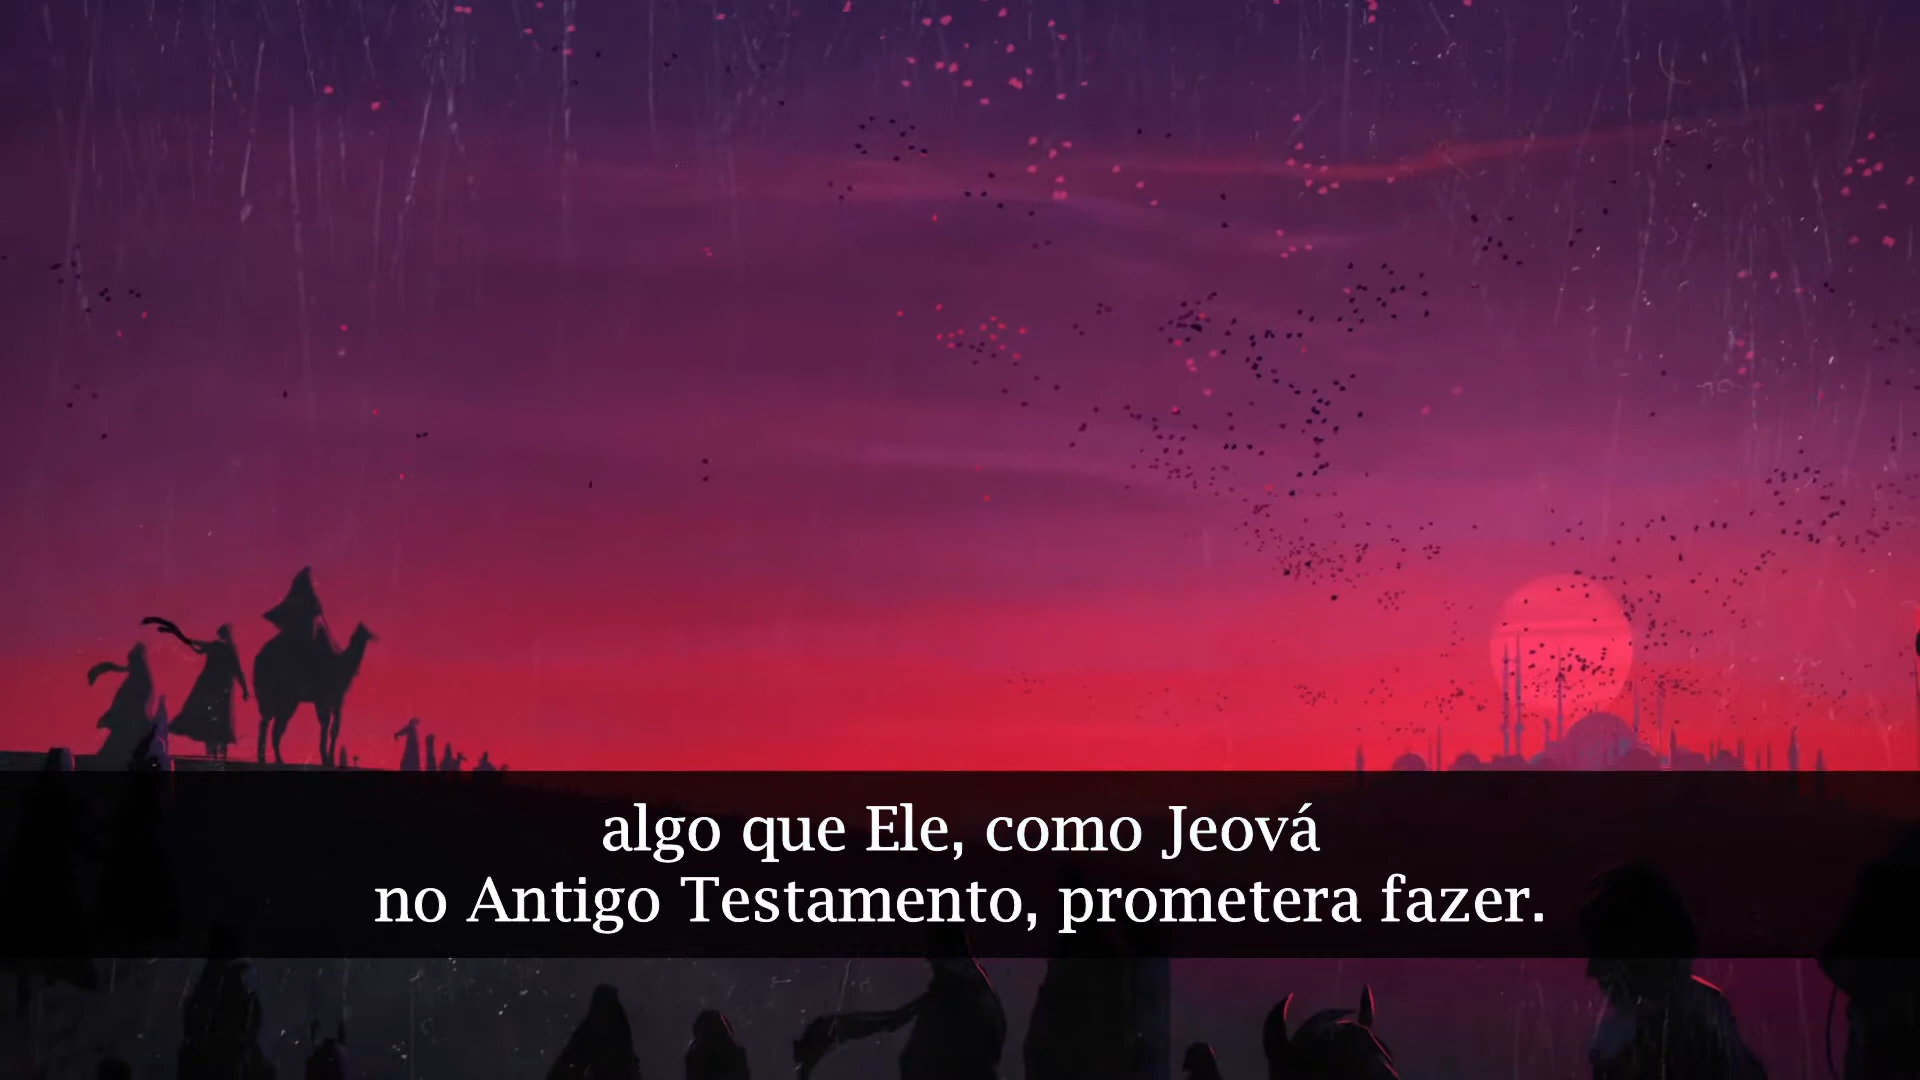 algo que Ele, como Jeová
no Antigo Testamento, prometera fazer.